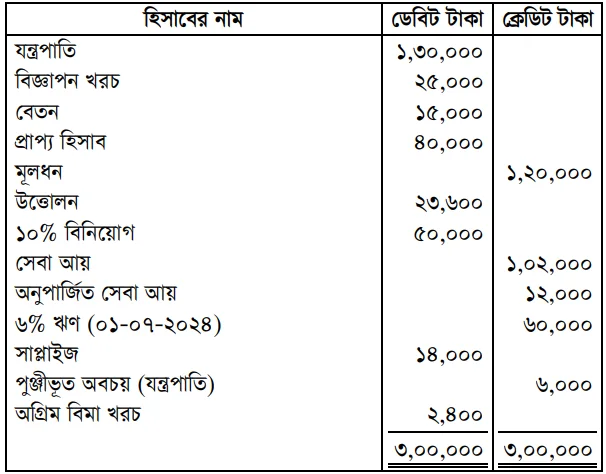 হিসাবের নাম ডেবিট টাকা ক্রেডিট টাকা
যন্ত্রপাতি ১,৩০,০০০
বিজ্ঞাপন খরচ ২৫,০০০
বেতন ১৫,০০০
প্রাপ্য হিসাব ৪০,০০০
মূলধন ১,২০,০০০
উত্তোলন ২৩,৬০০
১০% বিনিয়োগ ৫০,০০০
সেবা আয় ১,০২,০০০
অনুপার্জিত সেবা আয় ১২,০০০
৬% ঋণ (০১-০৭-২০২৪) ৬০,০০০
সাপ্লাইজ ১৪,০০০
পুঞ্জীভূত অবচয় (যন্ত্রপাতি) ৬,০০০
অগ্রিম বিমা খরচ ২,৪০০
৩,০০,০০০ ৩,০০,০০০